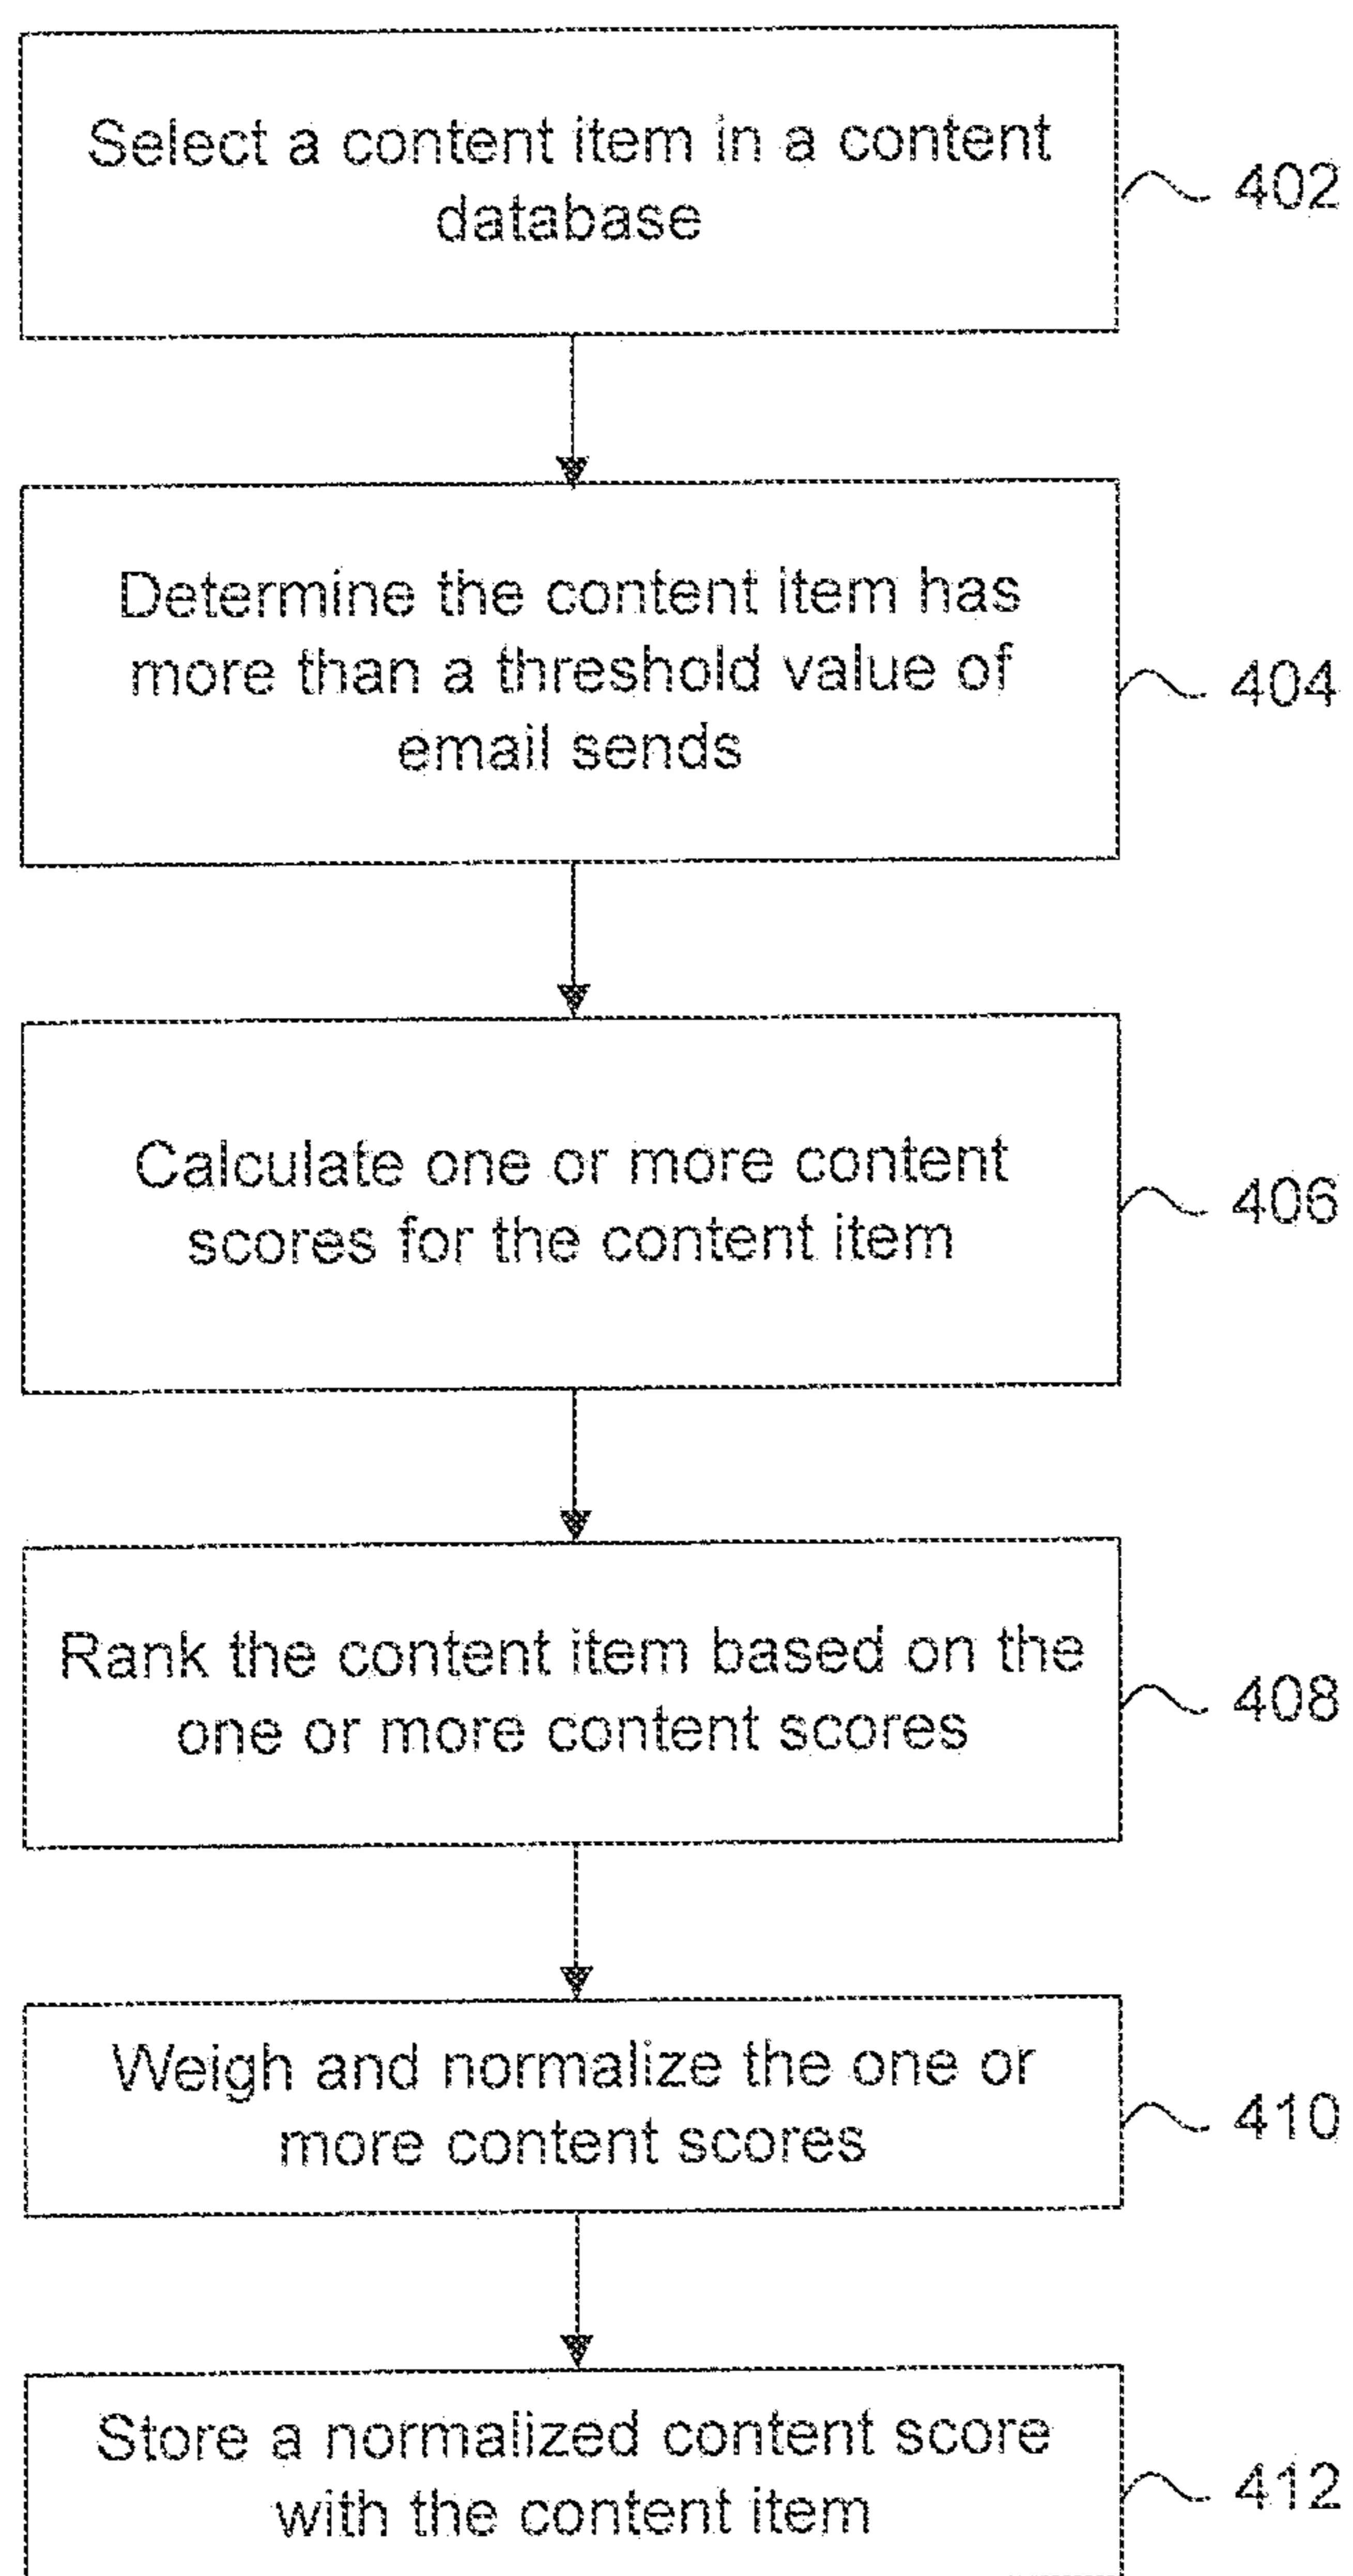 Select a content item in a content
database
402
Determine the content item has
more than a threshold value of
email sends
404
Calculate one or more content
scores for the content item
406
Rank the content item based on the
one or more content scores
408
Weigh and normalize the one or
more content scores
410
Store a normalized content score
with the content item
412